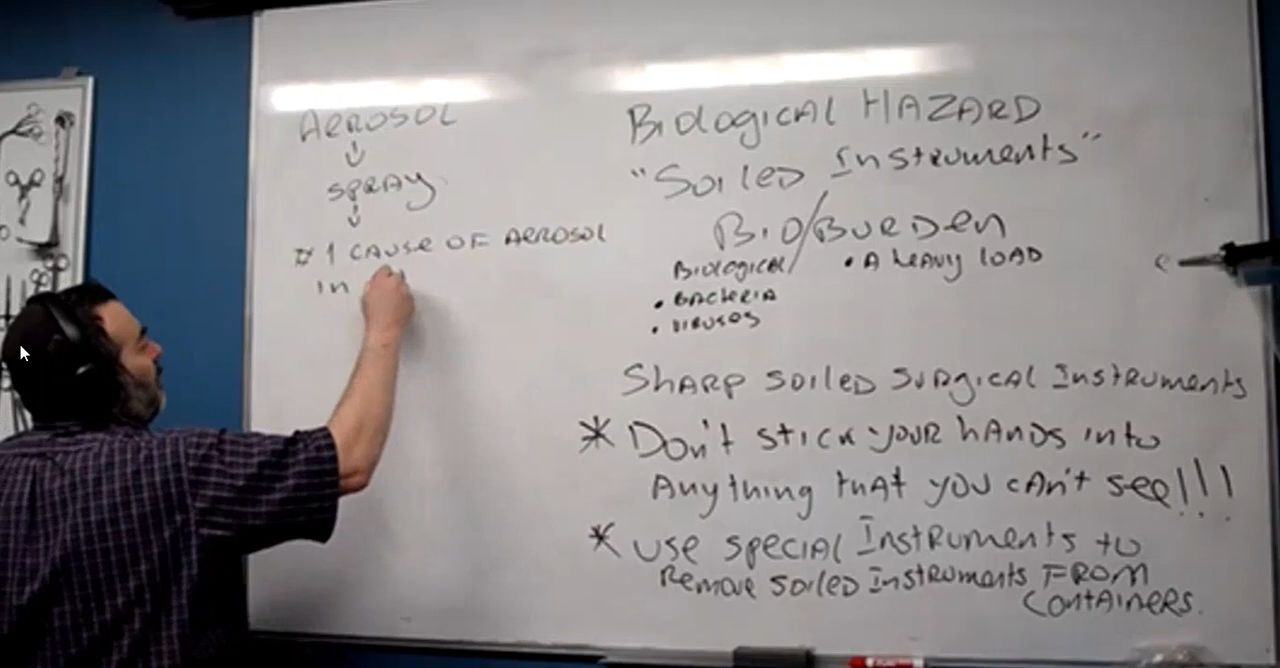 AEROSOL
SPRAY
#1 CAUSE OF AEROSOL
in
Biological HAZARD
"Soiled Instruments"
BIO/BURDEN
Biological/
• A HEAVY LOAD
• BACTERIA
• VIRUSES
SHARP SOILED SURGICAL INSTRUMENTS
* Don't stick your hands into
Anything that you can't see!!!
* USE SPECIAL INSTRUMENTS to
Remove Soiled Instruments FROM
CONTAINERS.